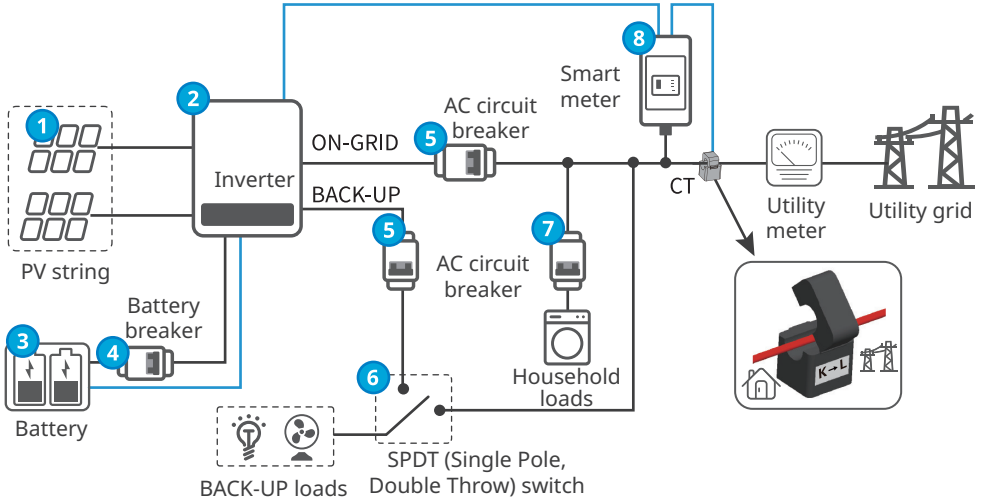 1
2
3
4
5
5
6
7
8
PV string
Inverter
ON-GRID
BACK-UP
AC circuit
breaker
Smart
meter
CT
Utility
meter
Utility grid
AC circuit
breaker
Battery
breaker
Battery
Household
loads
K→L
BACK-UP loads
SPDT (Single Pole,
Double Throw) switch